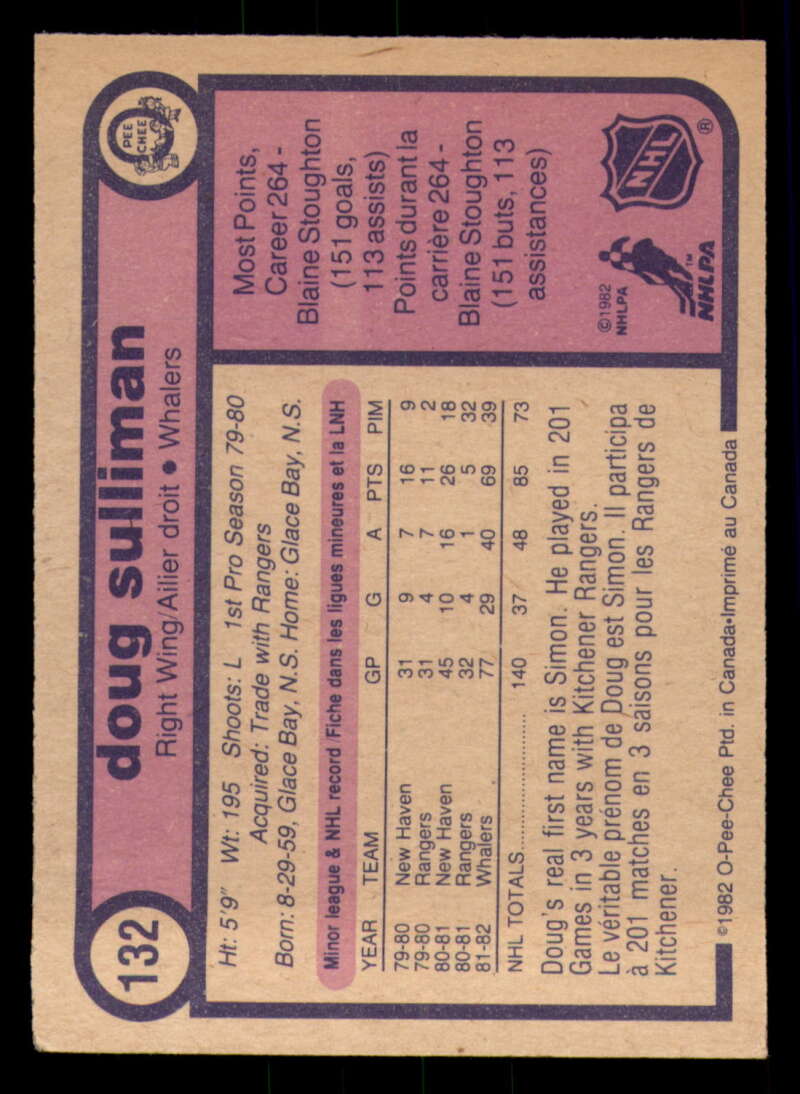 132
doug sulliman
Right Wing/Ailier droit • Whalers
O
PEE
CHEE
Ht: 5'9" Wt: 195 Shoots: L 1st Pro Season 79-80
Acquired: Trade with Rangers
Born: 8-29-59, Glace Bay, N.S. Home: Glace Bay, N.S.
Minor league & NHL record/Fiche dans les ligues mineures et la LNH
YEAR TEAM GP G A PTS PIM
79-80 New Haven 31 9 7 16 9
79-80 Rangers 31 4 7 11 2
80-81 New Haven 45 10 16 26 18
80-81 Rangers 32 4 1 5 32
81-82 Whalers 77 29 40 69 39
NHL TOTALS.................... 140 37 48 85 73
Doug's real first name is Simon. He played in 201
Games in 3 years with Kitchener Rangers.
Le véritable prénom de Doug est Simon. Il participa
à 201 matches en 3 saisons pour les Rangers de
Kitchener.
Most Points,
Career 264 -
Blaine Stoughton
(151 goals,
113 assists)
Points durant la
carrière 264 -
Blaine Stoughton
(151 buts, 113
assistances)
©1982
NHLPA
NHLPA
TM
NHL
®
©1982 O-Pee-Chee Ptd. in Canada•Imprimé au Canada